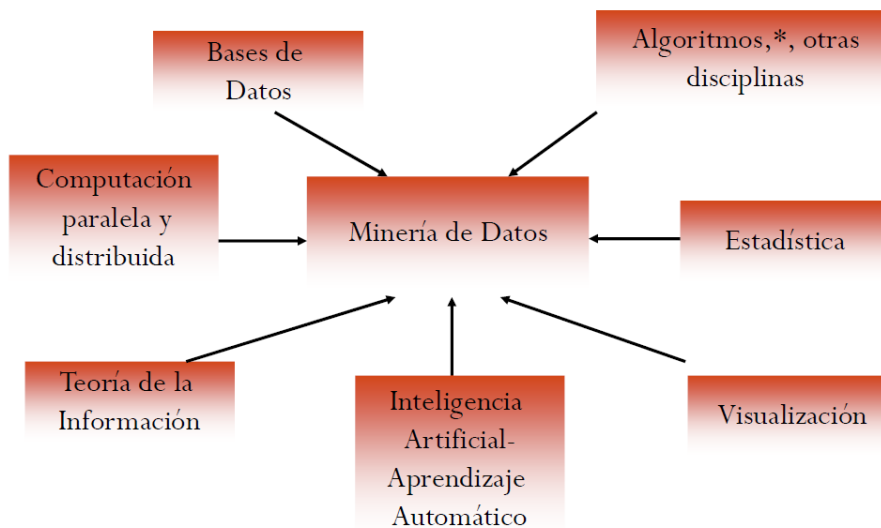 Bases de
Datos
Algoritmos,*, otras
disciplinas
Computación
paralela y
distribuida
Minería de Datos
Estadística
Teoría de la
Información
Inteligencia
Artificial-
Aprendizaje
Automático
Visualización